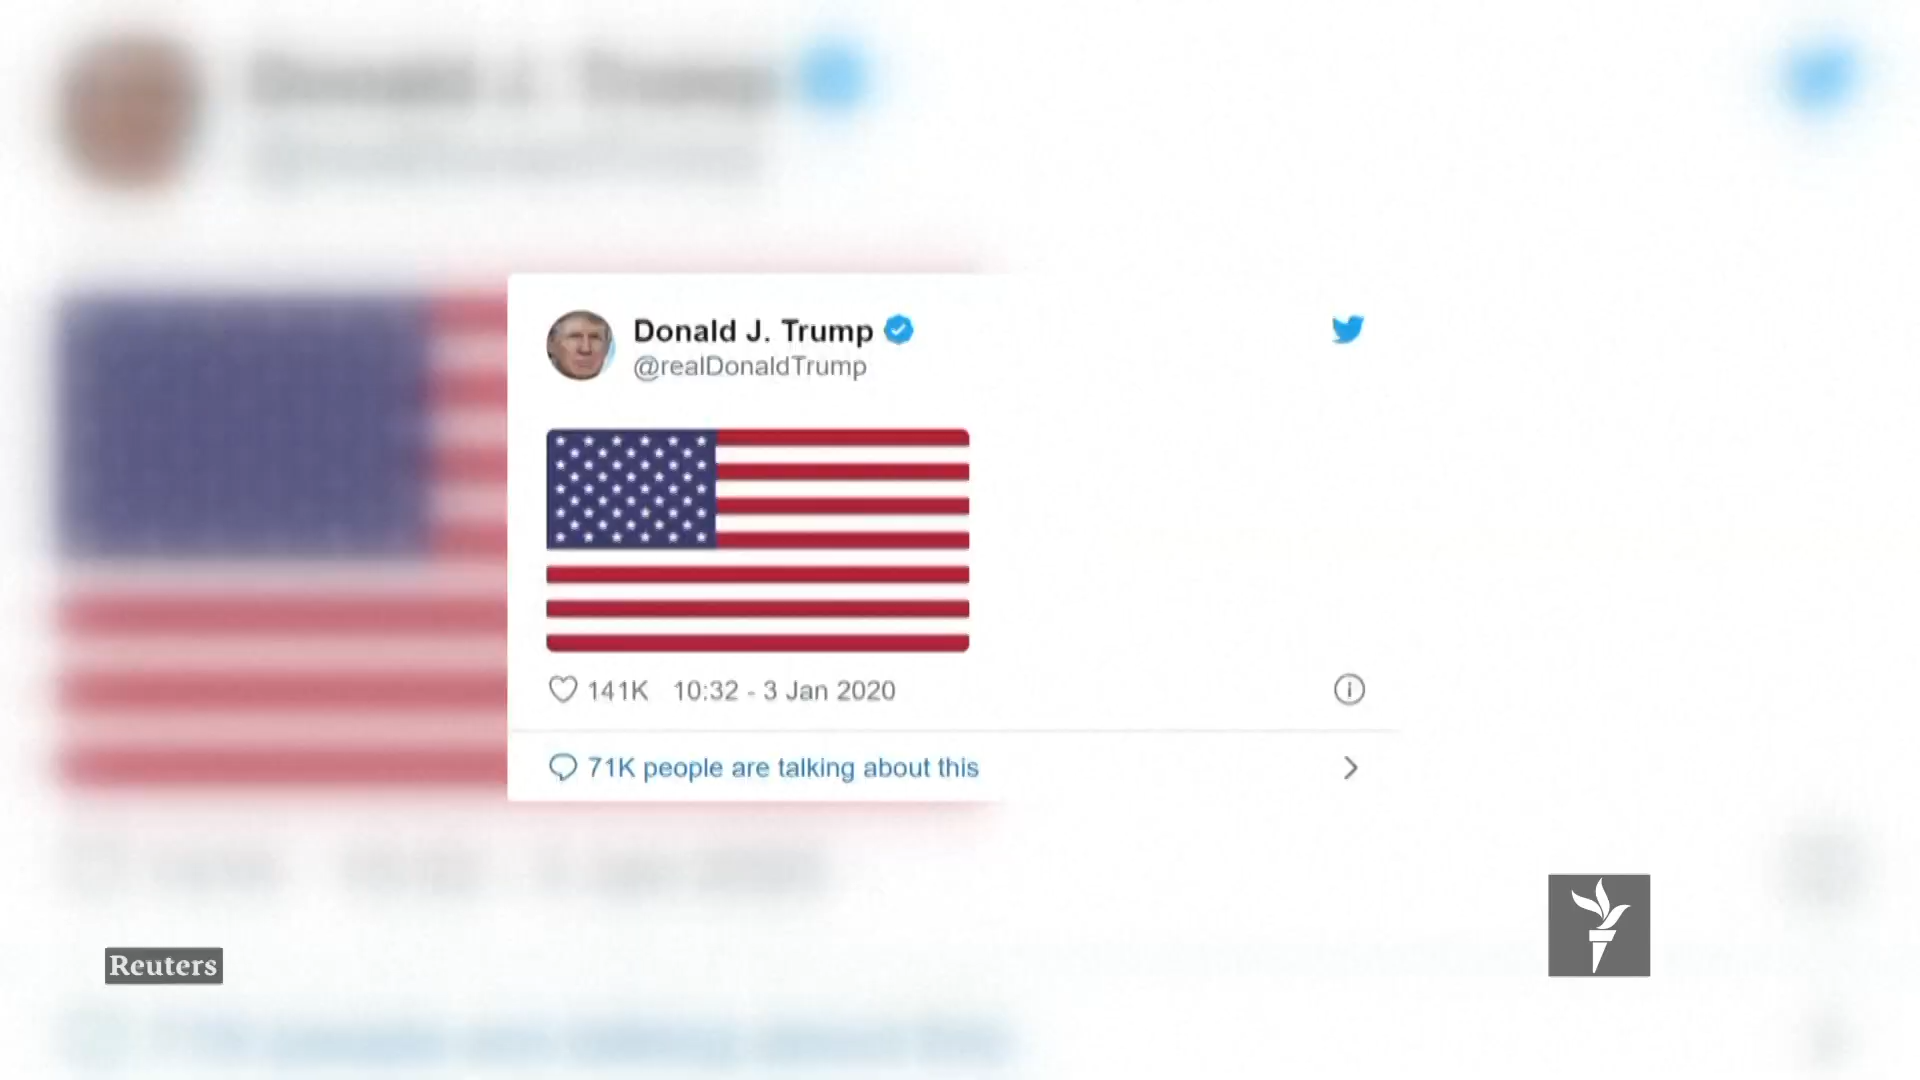 Donald J. Trump
@realDonaldTrump
141K 10:32 - 3 Jan 2020
71K people are talking about this
Reuters